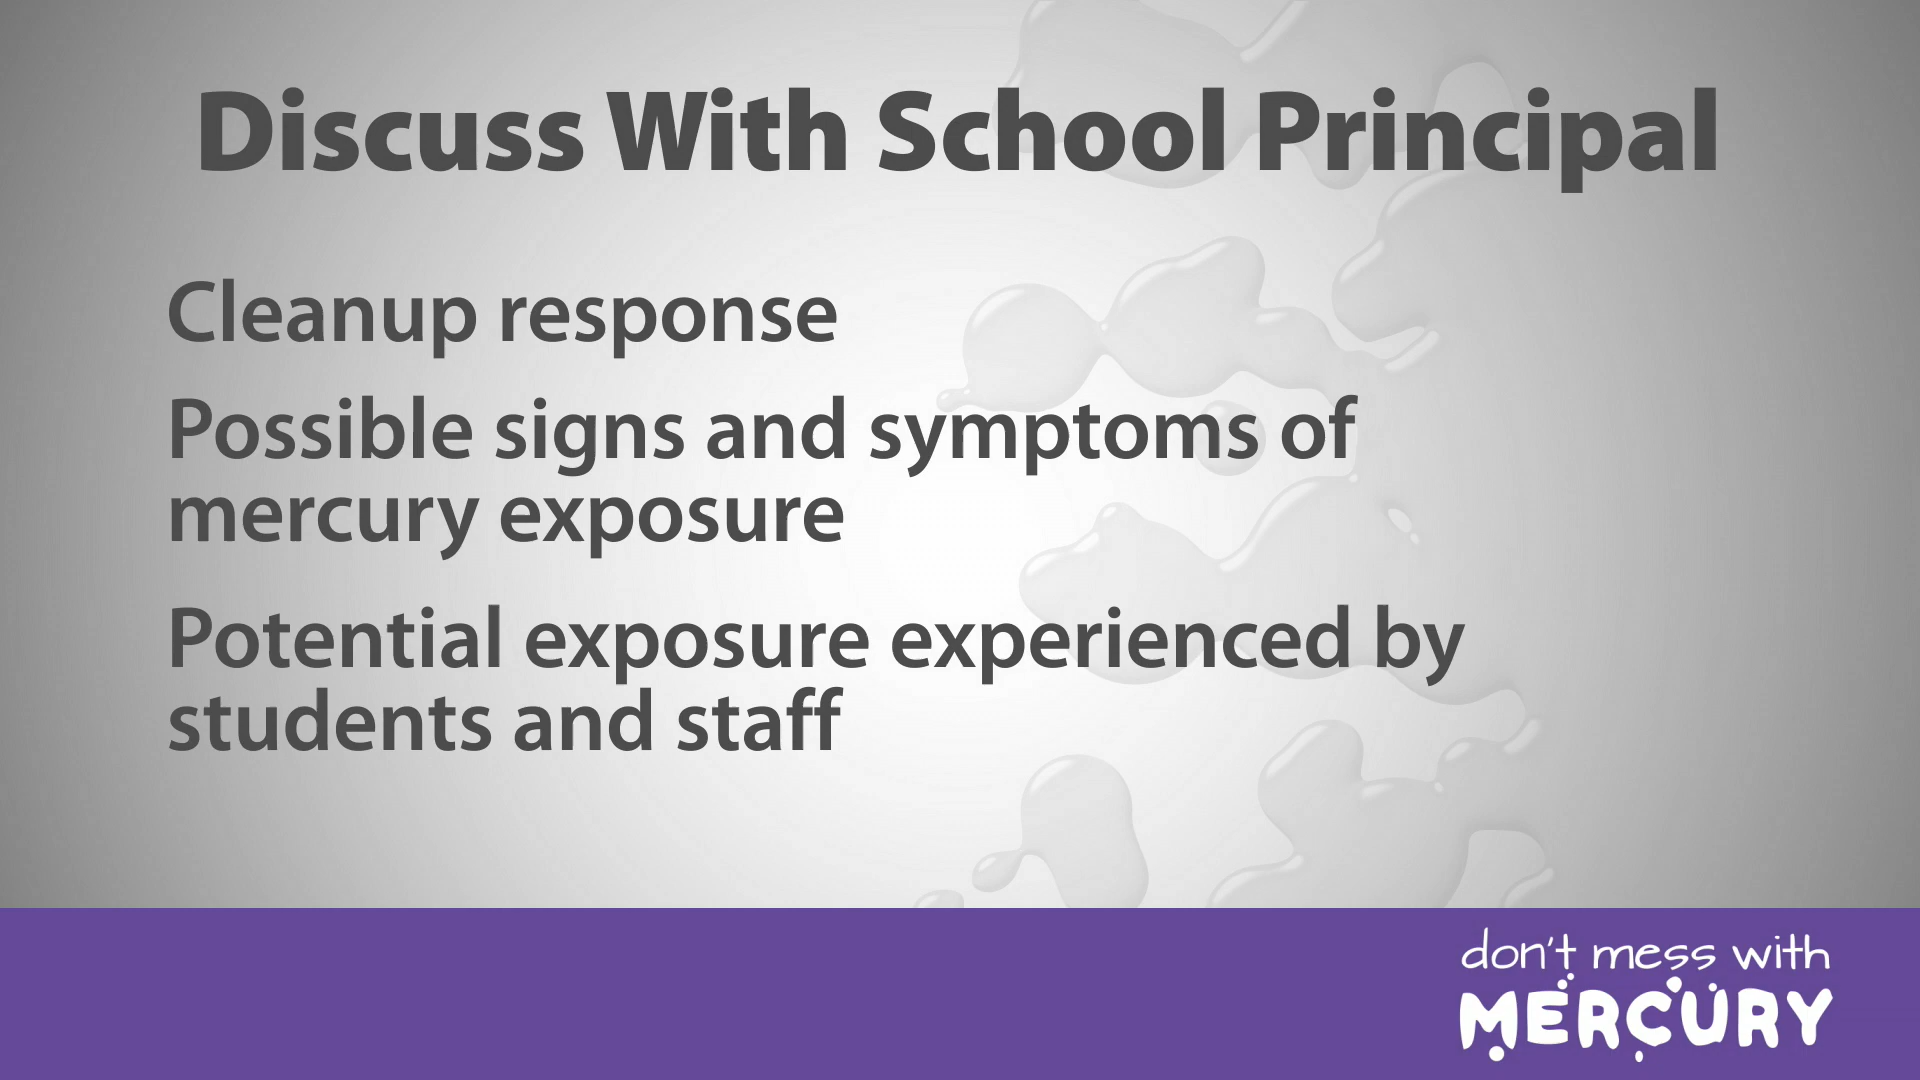 Discuss With School Principal
Cleanup response
Possible signs and symptoms of
mercury exposure
Potential exposure experienced by
students and staff
don't mess with
MERCURY